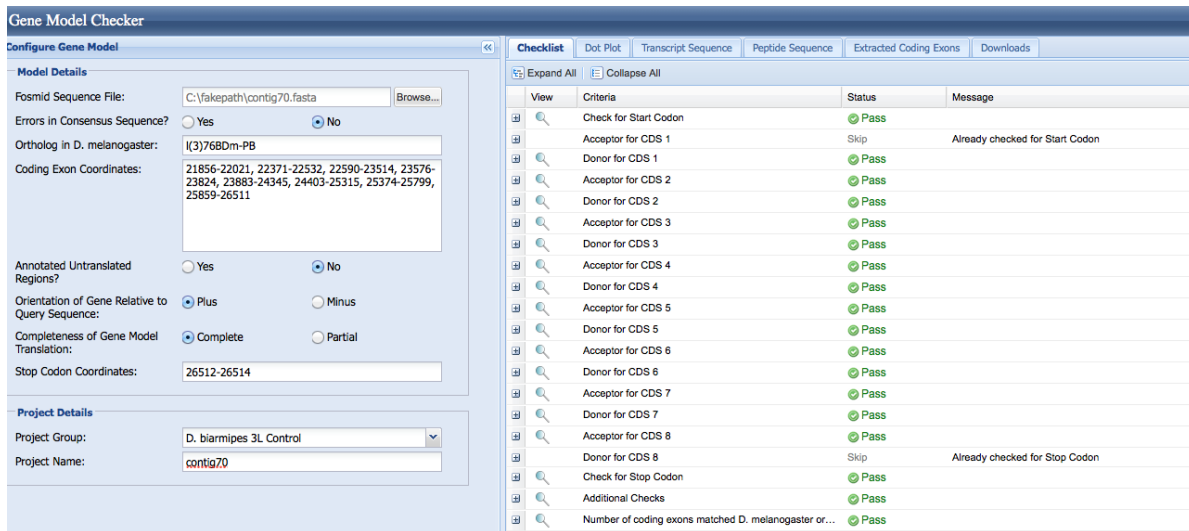 Gene Model Checker
Configure Gene Model
Model Details
Fosmid Sequence File:
C:\fakepath\contig70.fasta
Browse...
Errors in Consensus Sequence?
Yes
No
Ortholog in D. melanogaster:
l(3)76BDm-PB
Coding Exon Coordinates:
21856-22021, 22371-22532, 22590-23514, 23576-
23824, 23883-24345, 24403-25315, 25374-25799,
25859-26511
Annotated Untranslated
Regions?
Yes
No
Orientation of Gene Relative to
Query Sequence:
Plus
Minus
Completeness of Gene Model
Translation:
Complete
Partial
Stop Codon Coordinates:
26512-26514
Project Details
Project Group:
D. biarmipes 3L Control
Project Name:
contig70
Checklist Dot Plot Transcript Sequence Peptide Sequence Extracted Coding Exons Downloads
Expand All Collapse All
View Criteria Status Message
Check for Start Codon Pass
Acceptor for CDS 1 Skip Already checked for Start Codon
Donor for CDS 1 Pass
Acceptor for CDS 2 Pass
Donor for CDS 2 Pass
Acceptor for CDS 3 Pass
Donor for CDS 3 Pass
Acceptor for CDS 4 Pass
Donor for CDS 4 Pass
Acceptor for CDS 5 Pass
Donor for CDS 5 Pass
Acceptor for CDS 6 Pass
Donor for CDS 6 Pass
Acceptor for CDS 7 Pass
Donor for CDS 7 Pass
Acceptor for CDS 8 Pass
Donor for CDS 8 Skip Already checked for Stop Codon
Check for Stop Codon Pass
Additional Checks Pass
Number of coding exons matched D. melanogaster or... Pass